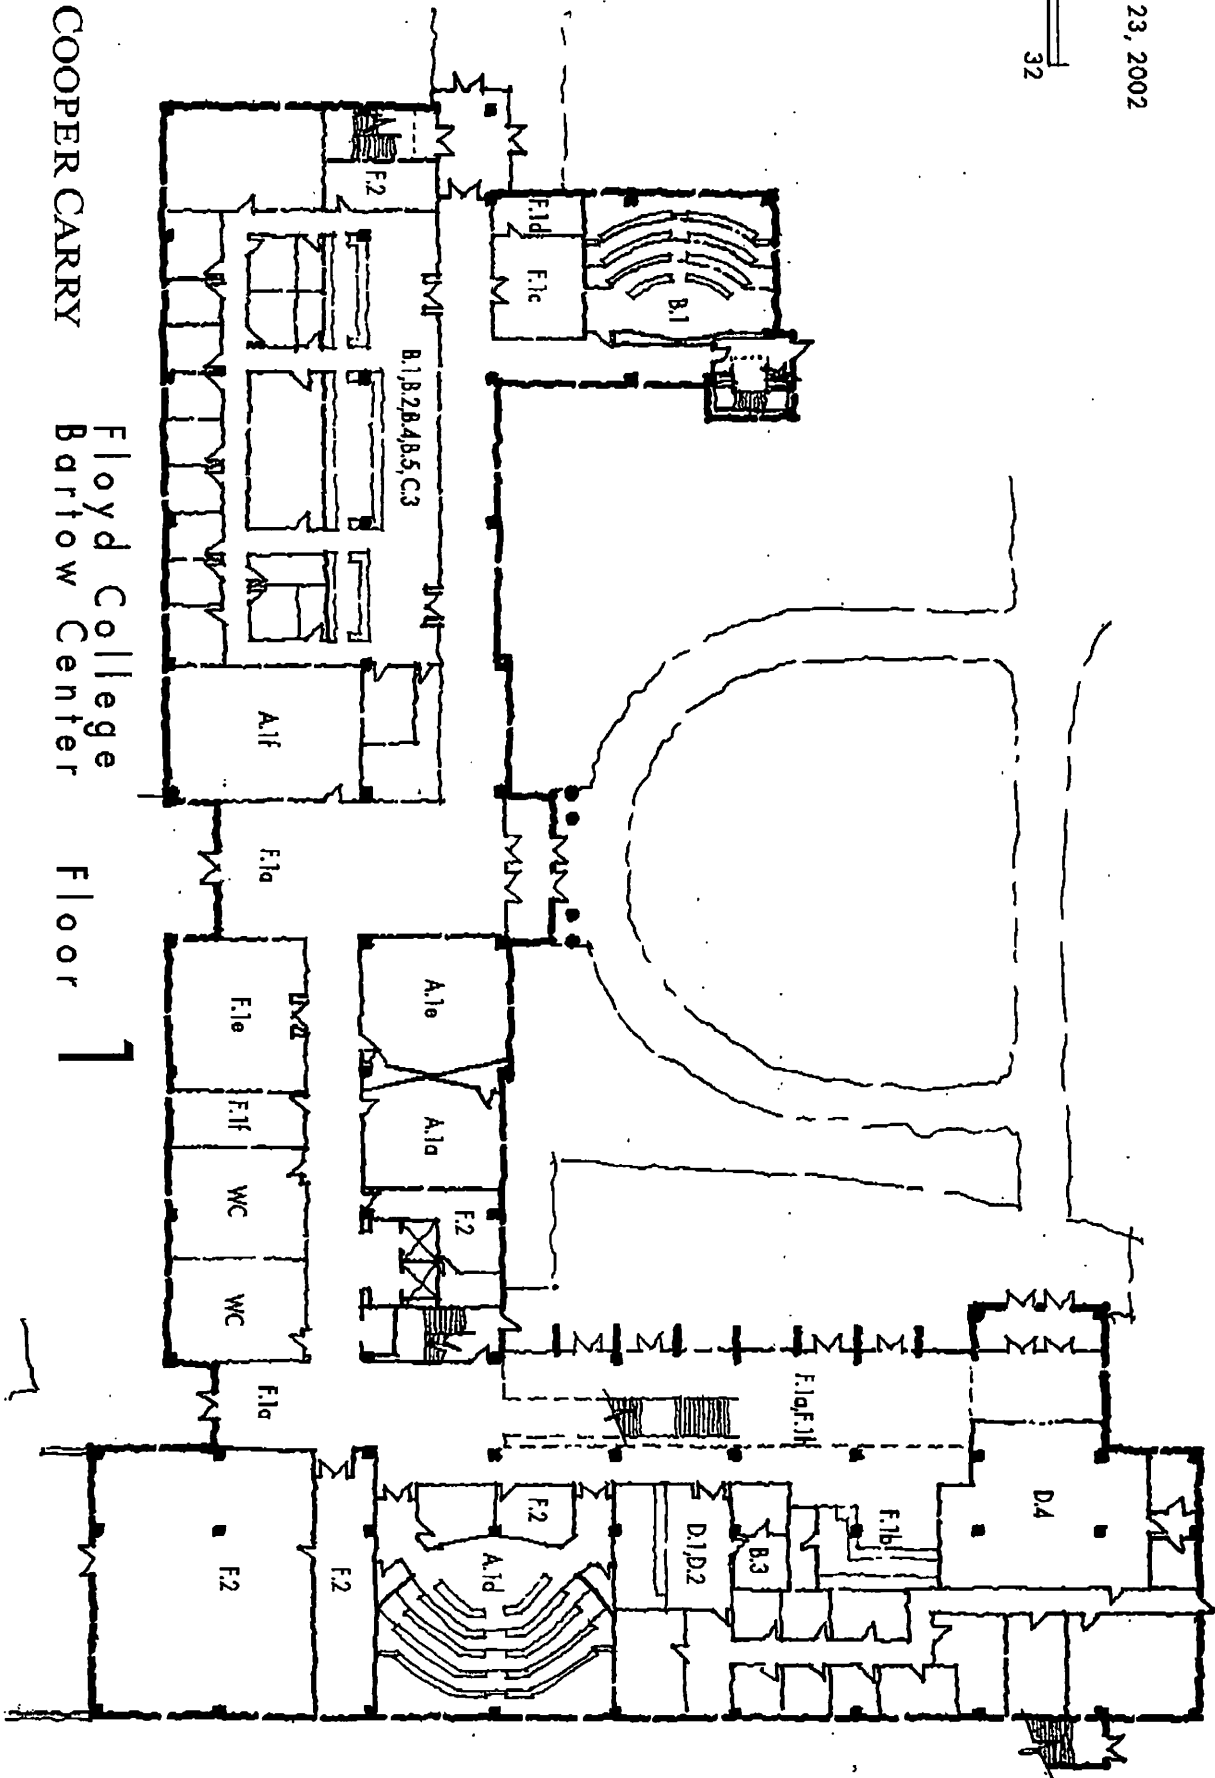 23, 2002
32
COOPER CARRY
Floyd College
Bartow Center Floor 1
F.2
F.1d
F.1c
B.1
B.1,B.2,B.4,B.5,C.3
A.1f
F.1a
A.1e
F.1e
F.1f
A.1a
WC
F.2
WC
F.1a
F.1a,F.1h
D.4
F.1b
B.3
D.1,D.2
F.2
A.1d
F.2
F.2